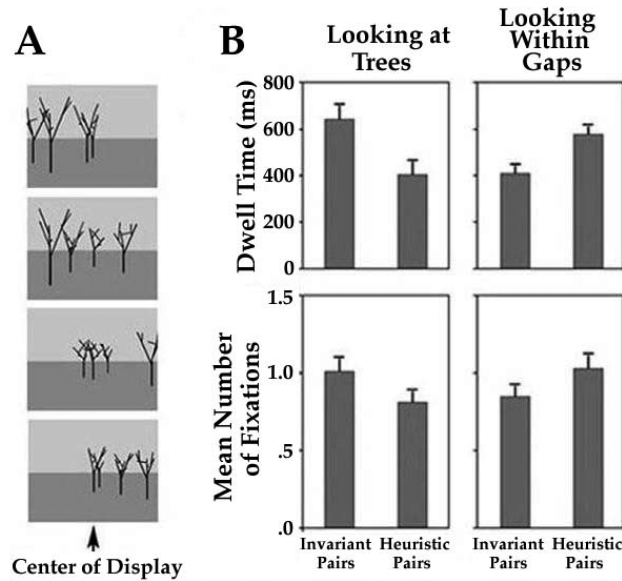 A
B
Looking at
Trees
Looking
Within
Gaps
Dwell Time (ms)
800
600
400
200
0
Mean Number
of Fixations
1.5
1.0
.5
.0
Invariant
Pairs
Heuristic
Pairs
Invariant
Pairs
Heuristic
Pairs
Center of Display